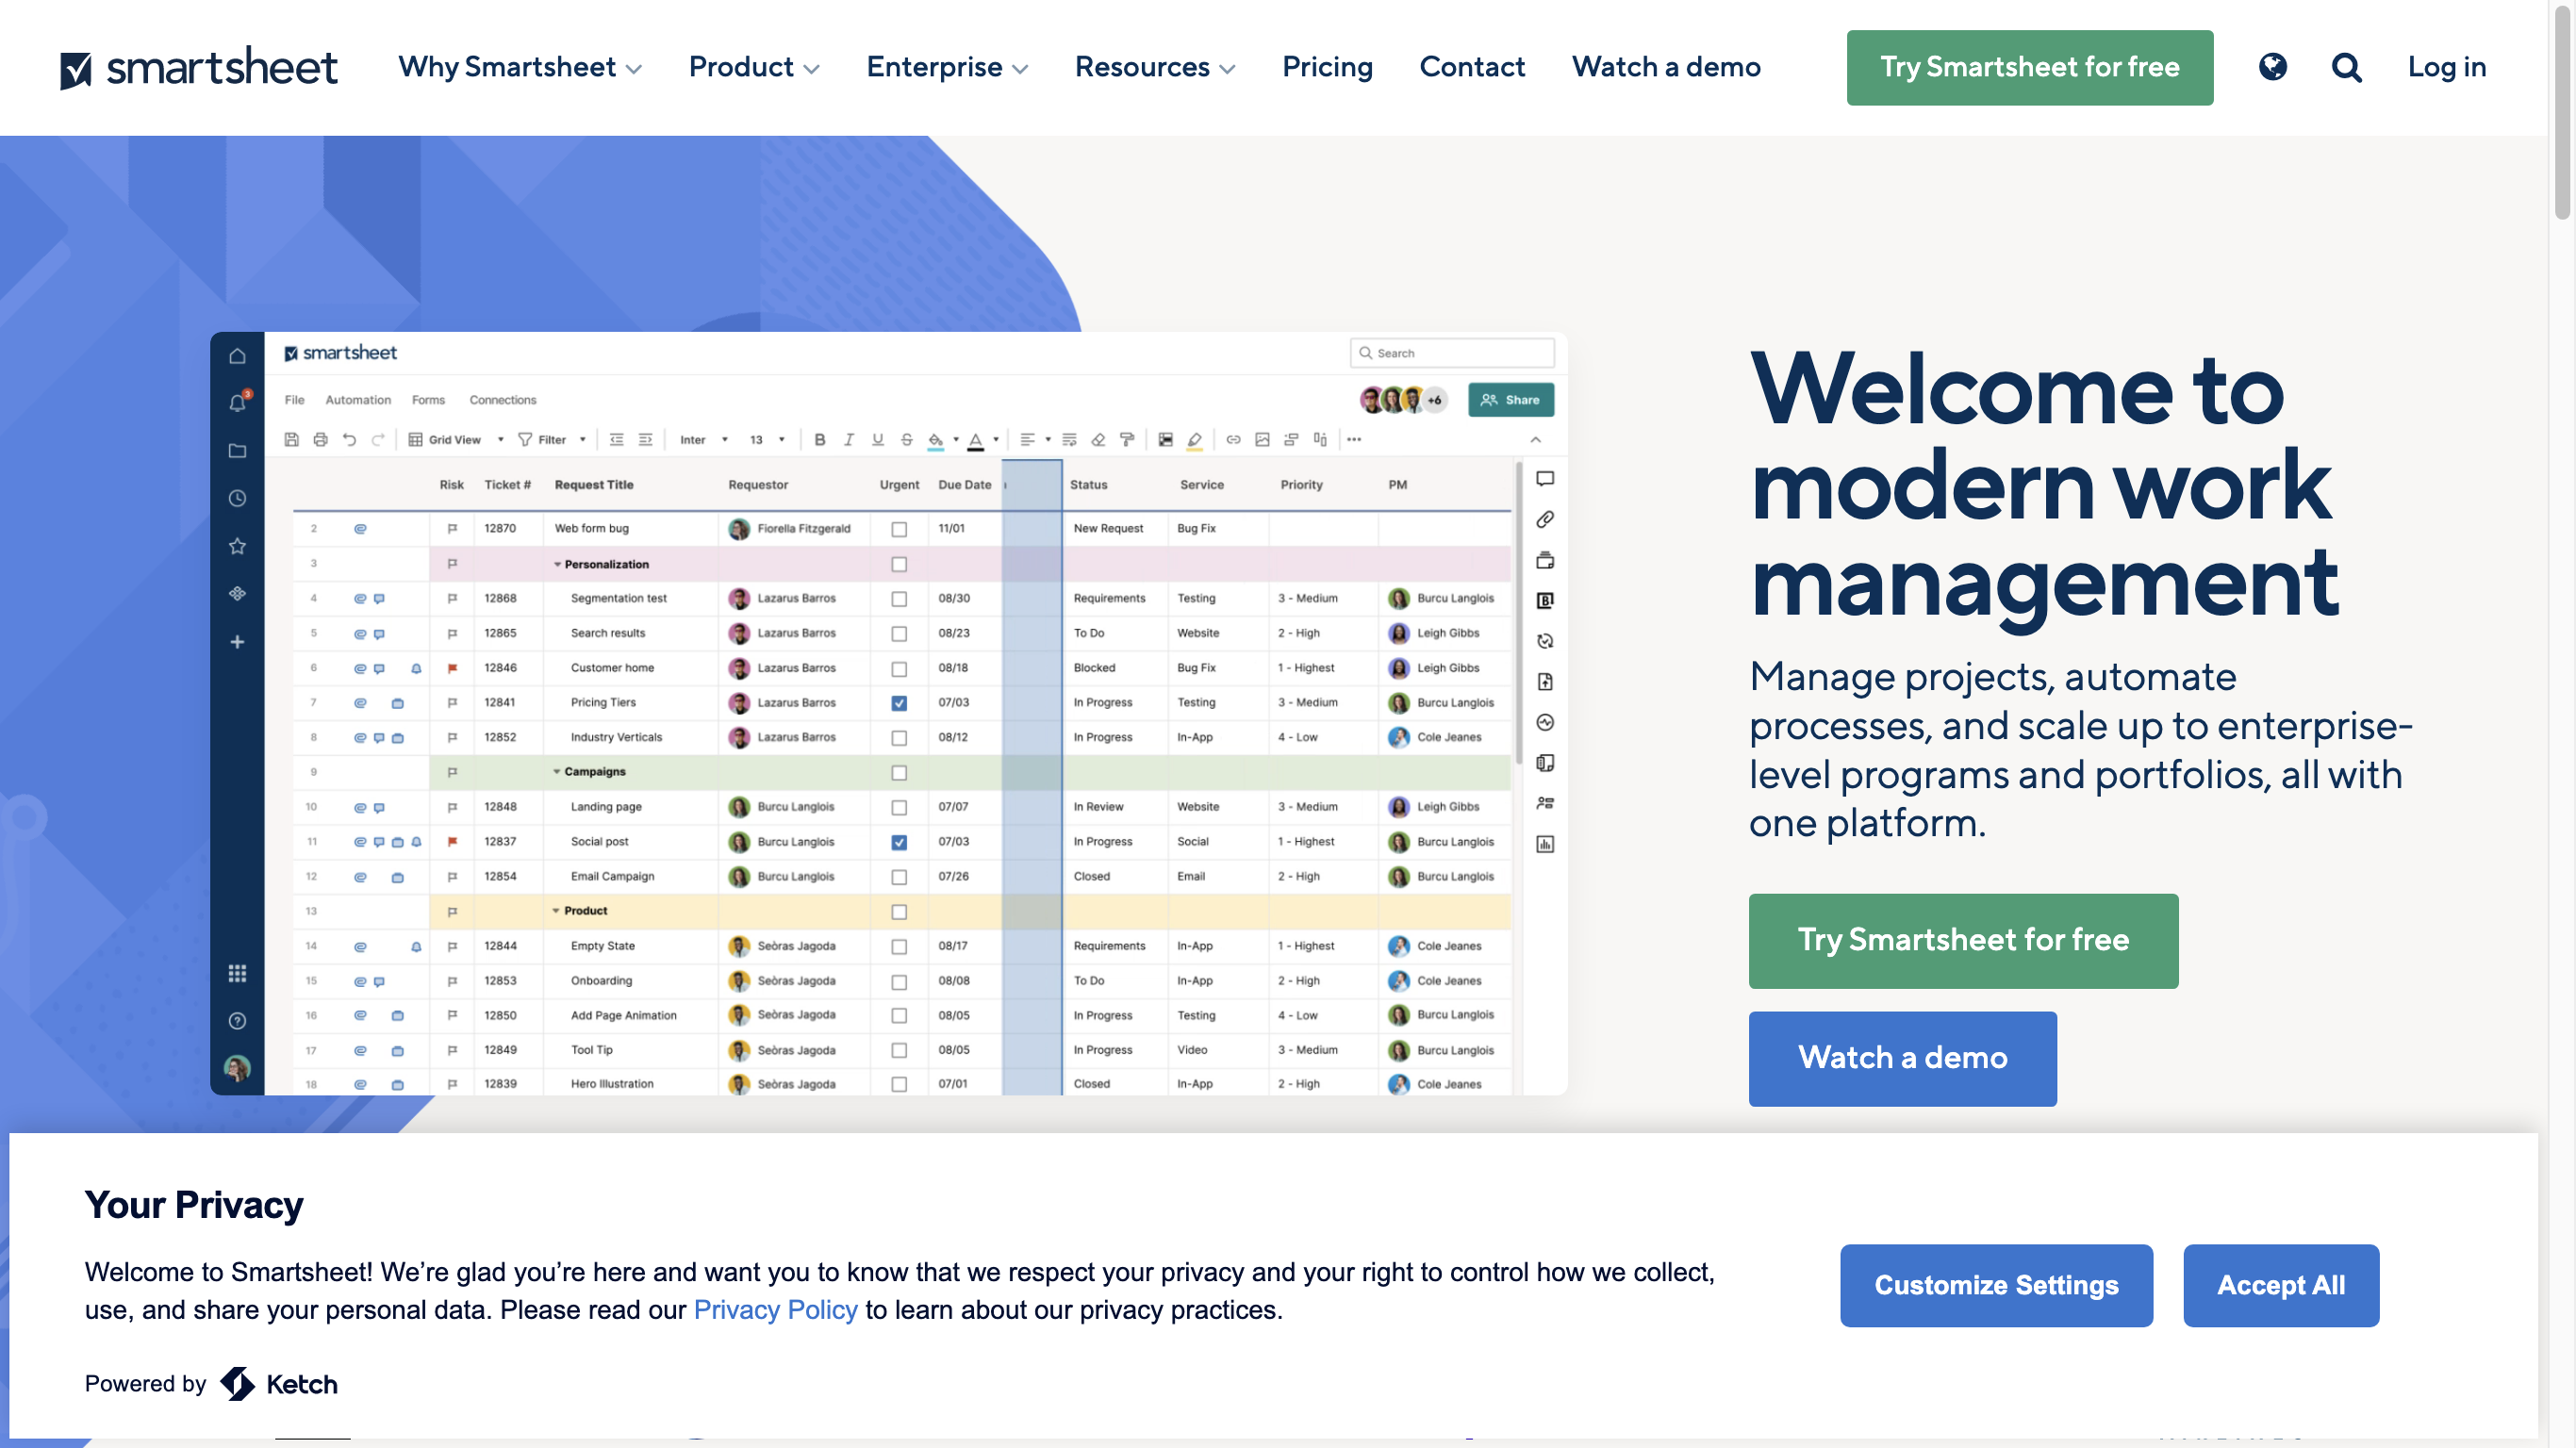 smartsheet Why Smartsheet Product Enterprise Resources Pricing Contact Watch a demo Try Smartsheet for free Log in
smartsheet Search
File Automation Forms Connections +6 Share
Grid View Filter Inter 13 B I U S A
Risk Ticket # Request Title Requestor Urgent Due Date Status Service Priority PM
2 12870 Web form bug Fiorella Fitzgerald 11/01 New Request Bug Fix
3 Personalization
4 12868 Segmentation test Lazarus Barros 08/30 Requirements Testing 3 - Medium Burcu Langlois
5 12865 Search results Lazarus Barros 08/23 To Do Website 2 - High Leigh Gibbs
6 12846 Customer home Lazarus Barros 08/18 Blocked Bug Fix 1 - Highest Leigh Gibbs
7 12841 Pricing Tiers Lazarus Barros 07/03 In Progress Testing 3 - Medium Burcu Langlois
8 12852 Industry Verticals Lazarus Barros 08/12 In Progress In-App 4 - Low Cole Jeanes
9 Campaigns
10 12848 Landing page Burcu Langlois 07/07 In Review Website 3 - Medium Leigh Gibbs
11 12837 Social post Burcu Langlois 07/03 In Progress Social 1 - Highest Burcu Langlois
12 12854 Email Campaign Burcu Langlois 07/26 Closed Email 2 - High Burcu Langlois
13 Product
14 12844 Empty State Seòras Jagoda 08/17 Requirements In-App 1 - Highest Cole Jeanes
15 12853 Onboarding Seòras Jagoda 08/08 To Do In-App 2 - High Cole Jeanes
16 12850 Add Page Animation Seòras Jagoda 08/05 In Progress Testing 4 - Low Burcu Langlois
17 12849 Tool Tip Seòras Jagoda 08/05 In Progress Video 3 - Medium Burcu Langlois
18 12839 Hero Illustration Seòras Jagoda 07/01 Closed In-App 2 - High Cole Jeanes
Welcome to
modern work
management
Manage projects, automate
processes, and scale up to enterprise-
level programs and portfolios, all with
one platform.
Try Smartsheet for free
Watch a demo
Your Privacy
Welcome to Smartsheet! We’re glad you’re here and want you to know that we respect your privacy and your right to control how we collect,
use, and share your personal data. Please read our Privacy Policy to learn about our privacy practices.
Customize Settings Accept All
Powered by Ketch